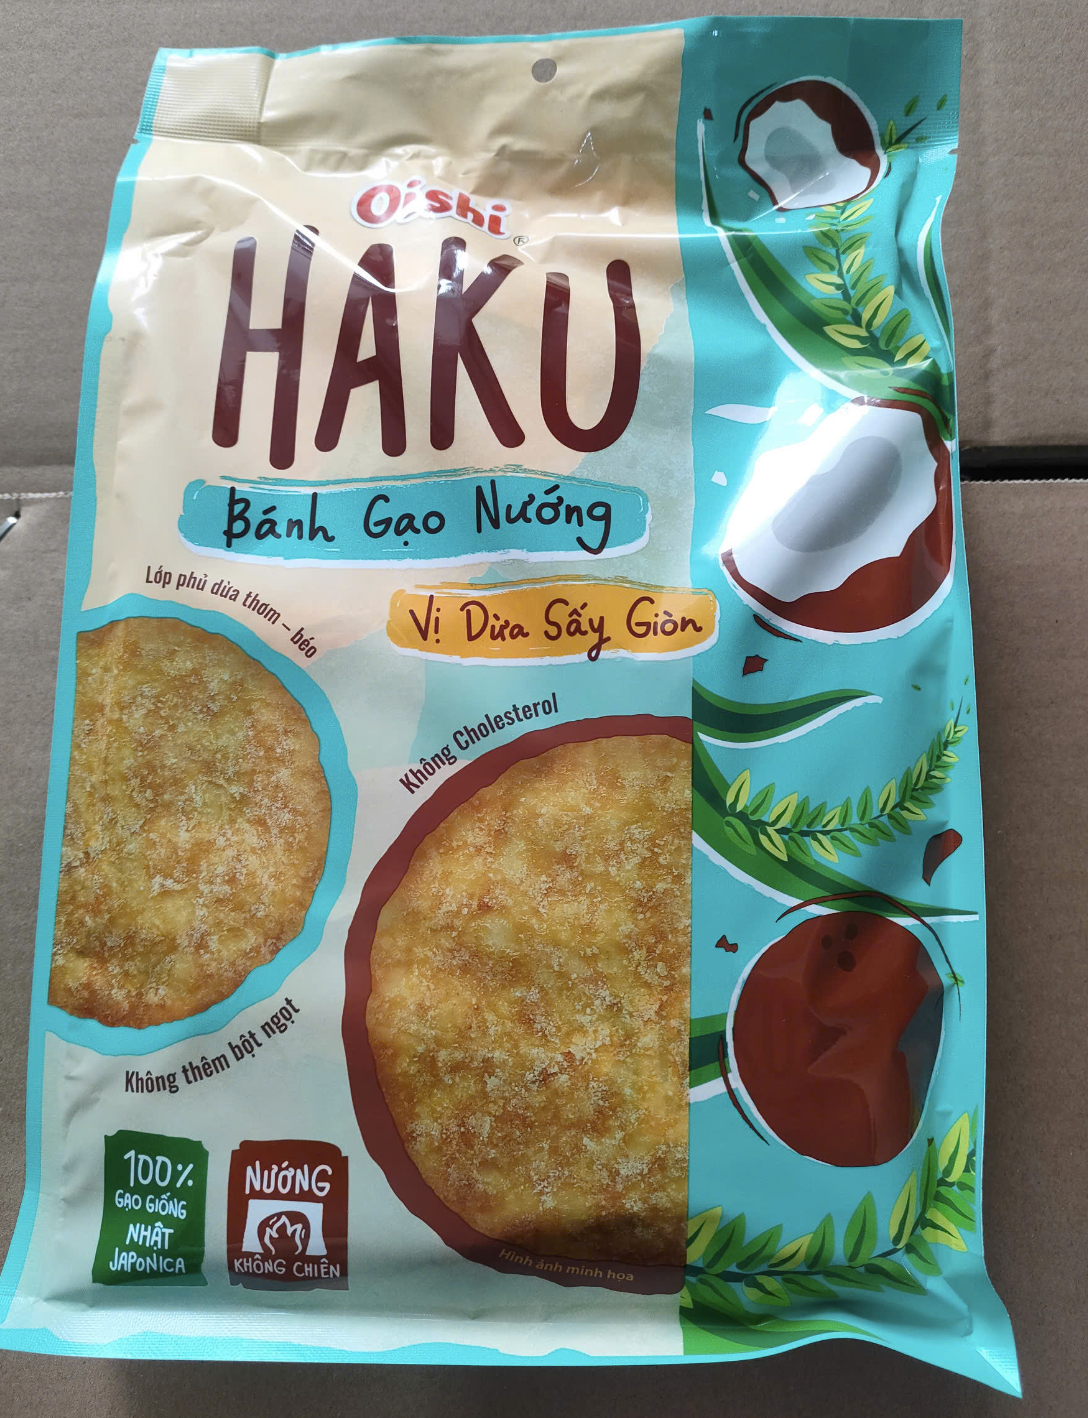 Oishi
®
HAKU
Bánh Gạo Nướng
Vị Dừa Sấy Giòn
Lớp phủ dừa thơm – béo
Không Cholesterol
Không thêm bột ngọt
100%
GẠO GIỐNG
NHẬT
JAPONICA
NƯỚNG
KHÔNG CHIÊN
Hình ảnh minh họa